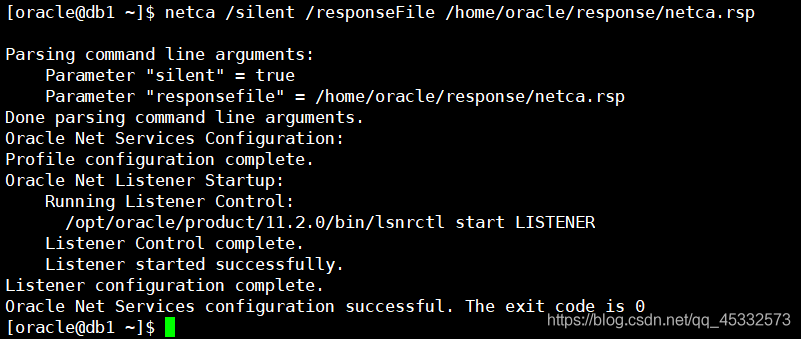 [oracle@db1 ~]$ netca /silent /responseFile /home/oracle/response/netca.rsp
Parsing command line arguments:
    Parameter "silent" = true
    Parameter "responsefile" = /home/oracle/response/netca.rsp
Done parsing command line arguments.
Oracle Net Services Configuration:
Profile configuration complete.
Oracle Net Listener Startup:
    Running Listener Control:
      /opt/oracle/product/11.2.0/bin/lsnrctl start LISTENER
    Listener Control complete.
    Listener started successfully.
Listener configuration complete.
Oracle Net Services configuration successful. The exit code is 0
[oracle@db1 ~]$
https://blog.csdn.net/qq_45332573